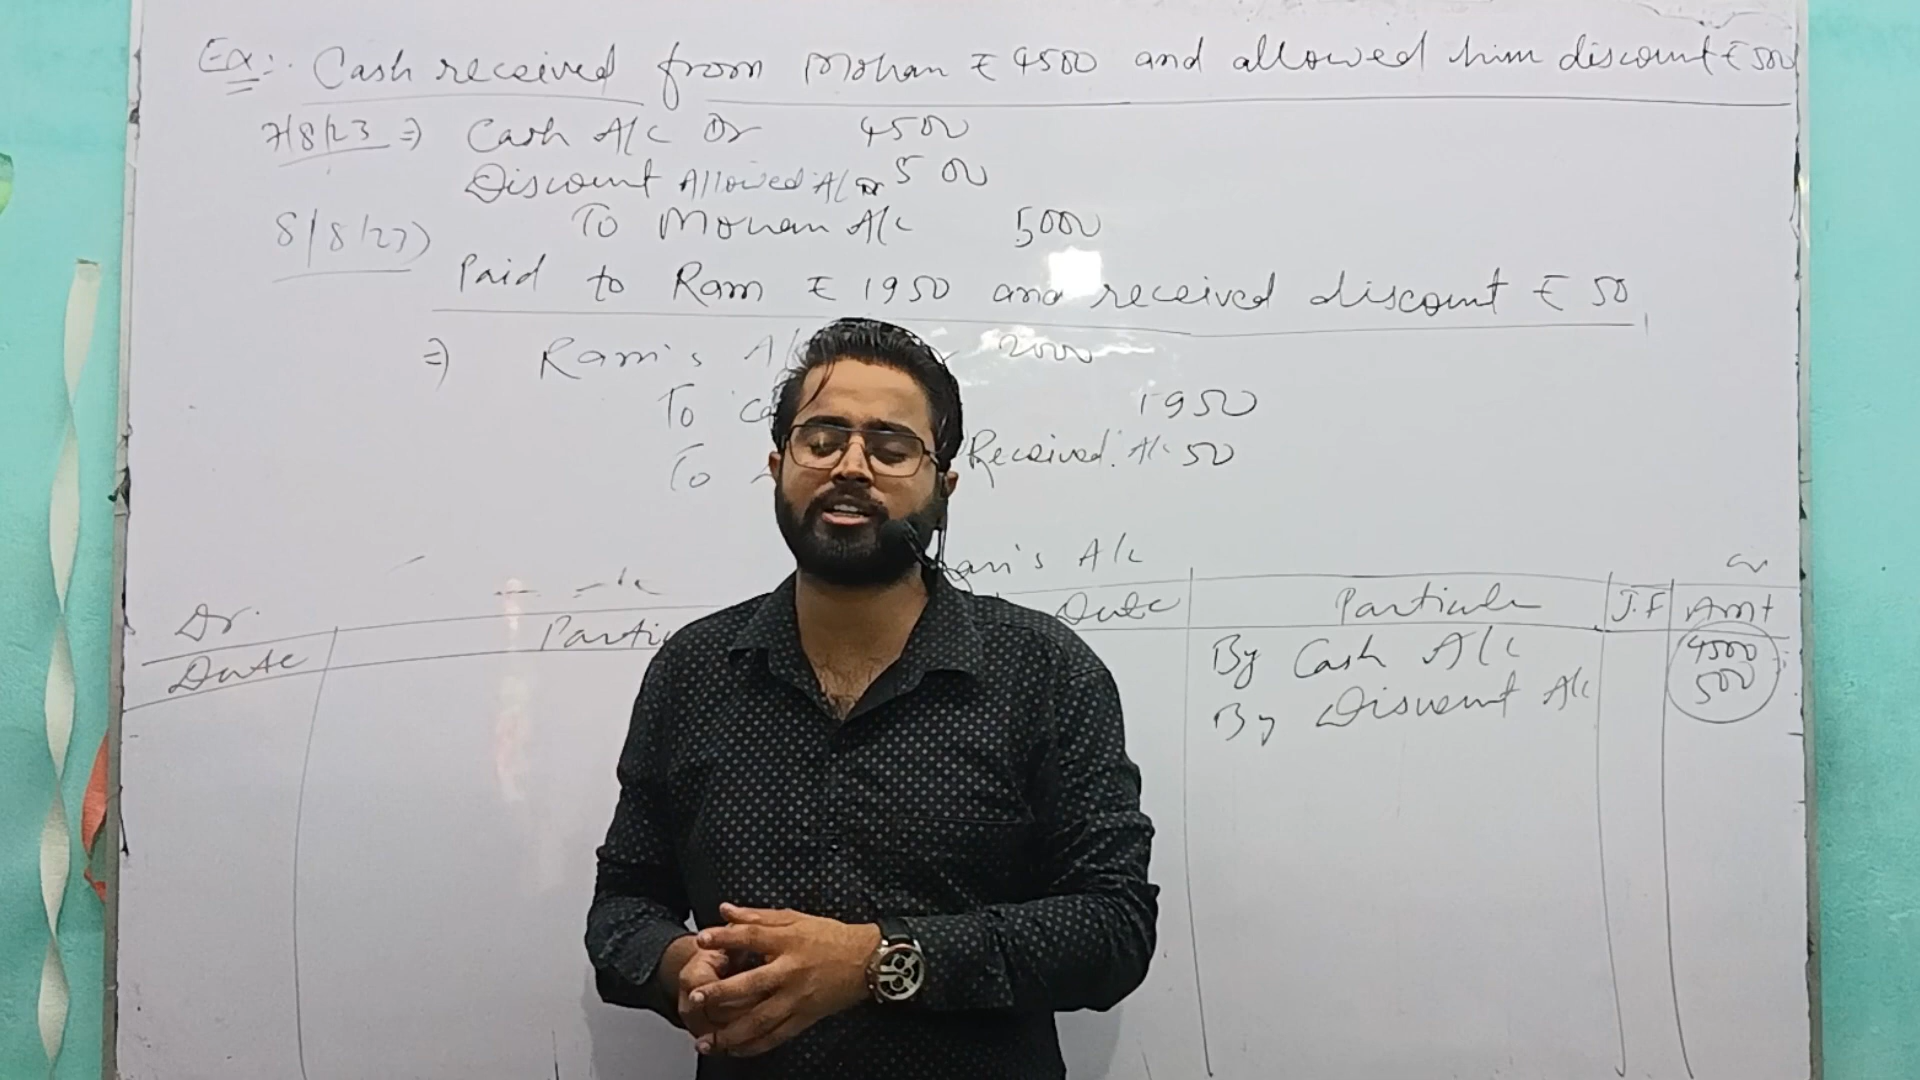 Ex:. Cash received from Mohan ₹ 4500 and allowed him discount ₹ 500
7/8/23 ⇒ Cash A/c Dr 4500
Discount Allowed A/c Dr 500
To Mohan A/c 5000
8/8/23)
Paid to Ram ₹ 1950 and received discount ₹ 50
⇒ Ram's 2000
To 1950
To Received A/c 50
A/c
Dr. Cr
Date Date Particular J.F Amt
By Cash A/c 4500
By Discount A/c 500